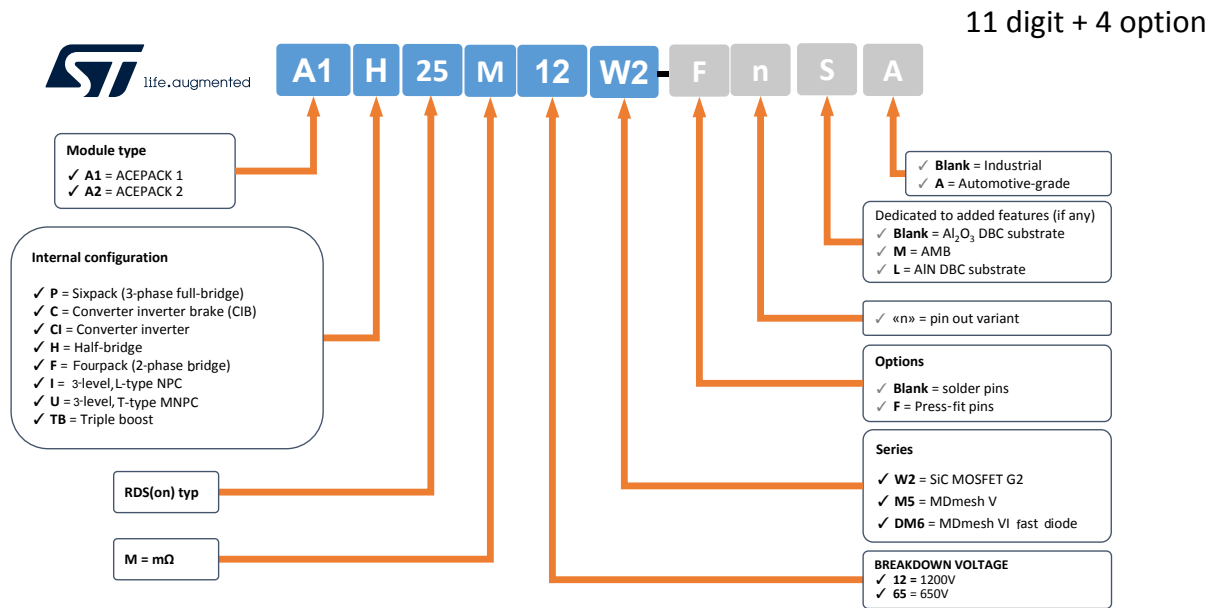 11 digit + 4 option
ST life.augmented
A1 H 25 M 12 W2 - F n S A
Module type
✓ A1 = ACEPACK 1
✓ A2 = ACEPACK 2
Internal configuration
✓ P = Sixpack (3-phase full-bridge)
✓ C = Converter inverter brake (CIB)
✓ CI = Converter inverter
✓ H = Half-bridge
✓ F = Fourpack (2-phase bridge)
✓ I = 3-level, L-type NPC
✓ U = 3-level, T-type MNPC
✓ TB = Triple boost
RDS(on) typ
M = mΩ
✓ Blank = Industrial
✓ A = Automotive-grade
Dedicated to added features (if any)
✓ Blank = Al₂O₃ DBC substrate
✓ M = AMB
✓ L = AlN DBC substrate
✓ «n» = pin out variant
Options
✓ Blank = solder pins
✓ F = Press-fit pins
Series
✓ W2 = SiC MOSFET G2
✓ M5 = MDmesh V
✓ DM6 = MDmesh VI fast diode
BREAKDOWN VOLTAGE
✓ 12 = 1200V
✓ 65 = 650V